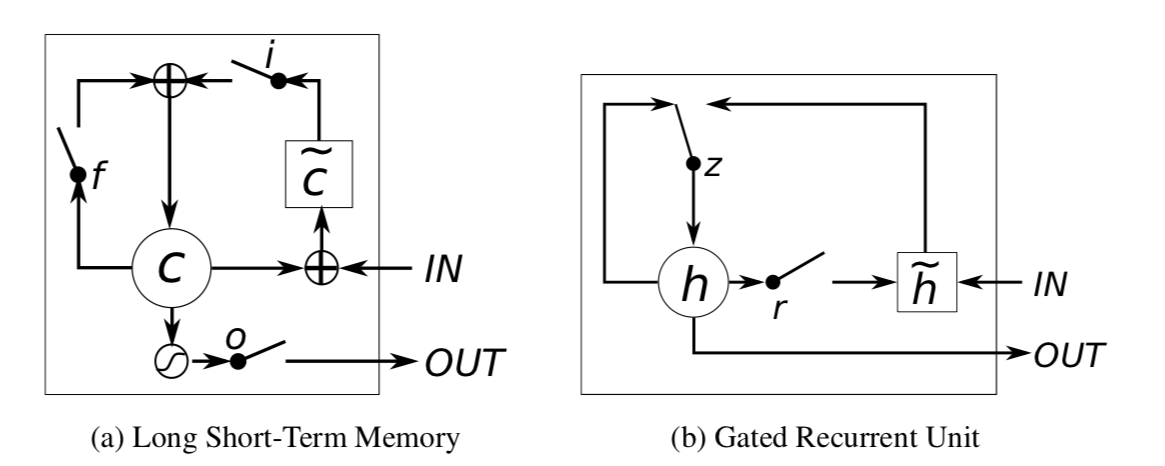 i
f
c̃
c
IN
o
OUT
(a) Long Short-Term Memory
z
h
r
h̃
IN
OUT
(b) Gated Recurrent Unit